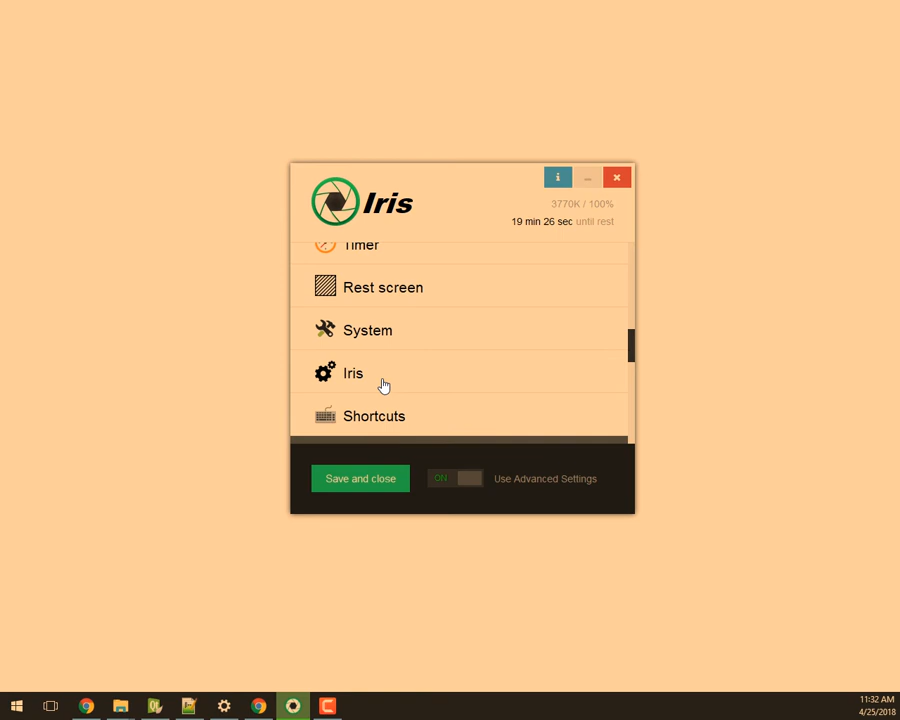 i
Iris
3770K / 100%
19 min 26 sec until rest
Timer
Rest screen
System
Iris
Shortcuts
Save and close
ON
Use Advanced Settings
11:32 AM
4/25/2018